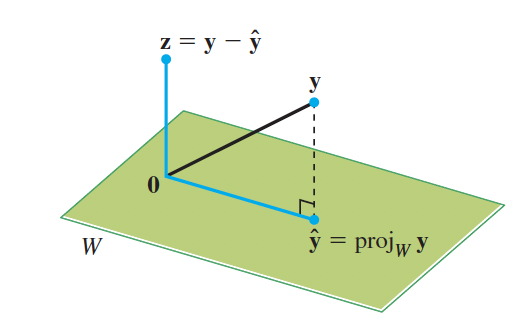 z = y − ŷ
y
0
ŷ = proj_W y
W